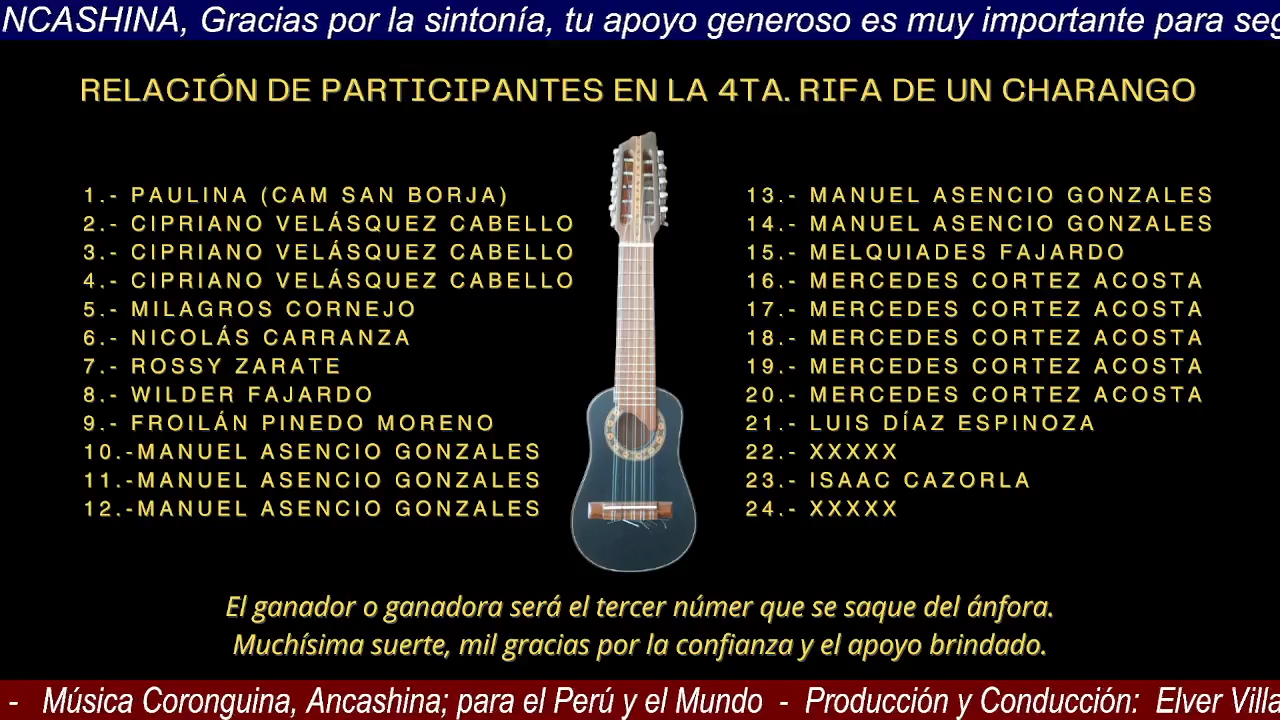 NCASHINA, Gracias por la sintonía, tu apoyo generoso es muy importante para seg
RELACIÓN DE PARTICIPANTES EN LA 4TA. RIFA DE UN CHARANGO
1.- PAULINA (CAM SAN BORJA)
2.- CIPRIANO VELÁSQUEZ CABELLO
3.- CIPRIANO VELÁSQUEZ CABELLO
4.- CIPRIANO VELÁSQUEZ CABELLO
5.- MILAGROS CORNEJO
6.- NICOLÁS CARRANZA
7.- ROSSY ZARATE
8.- WILDER FAJARDO
9.- FROILÁN PINEDO MORENO
10.-MANUEL ASENCIO GONZALES
11.-MANUEL ASENCIO GONZALES
12.-MANUEL ASENCIO GONZALES
13.- MANUEL ASENCIO GONZALES
14.- MANUEL ASENCIO GONZALES
15.- MELQUIADES FAJARDO
16.- MERCEDES CORTEZ ACOSTA
17.- MERCEDES CORTEZ ACOSTA
18.- MERCEDES CORTEZ ACOSTA
19.- MERCEDES CORTEZ ACOSTA
20.- MERCEDES CORTEZ ACOSTA
21.- LUIS DÍAZ ESPINOZA
22.- XXXXX
23.- ISAAC CAZORLA
24.- XXXXX
El ganador o ganadora será el tercer númer que se saque del ánfora.
Muchísima suerte, mil gracias por la confianza y el apoyo brindado.
- Música Coronguina, Ancashina; para el Perú y el Mundo - Producción y Conducción: Elver Villa